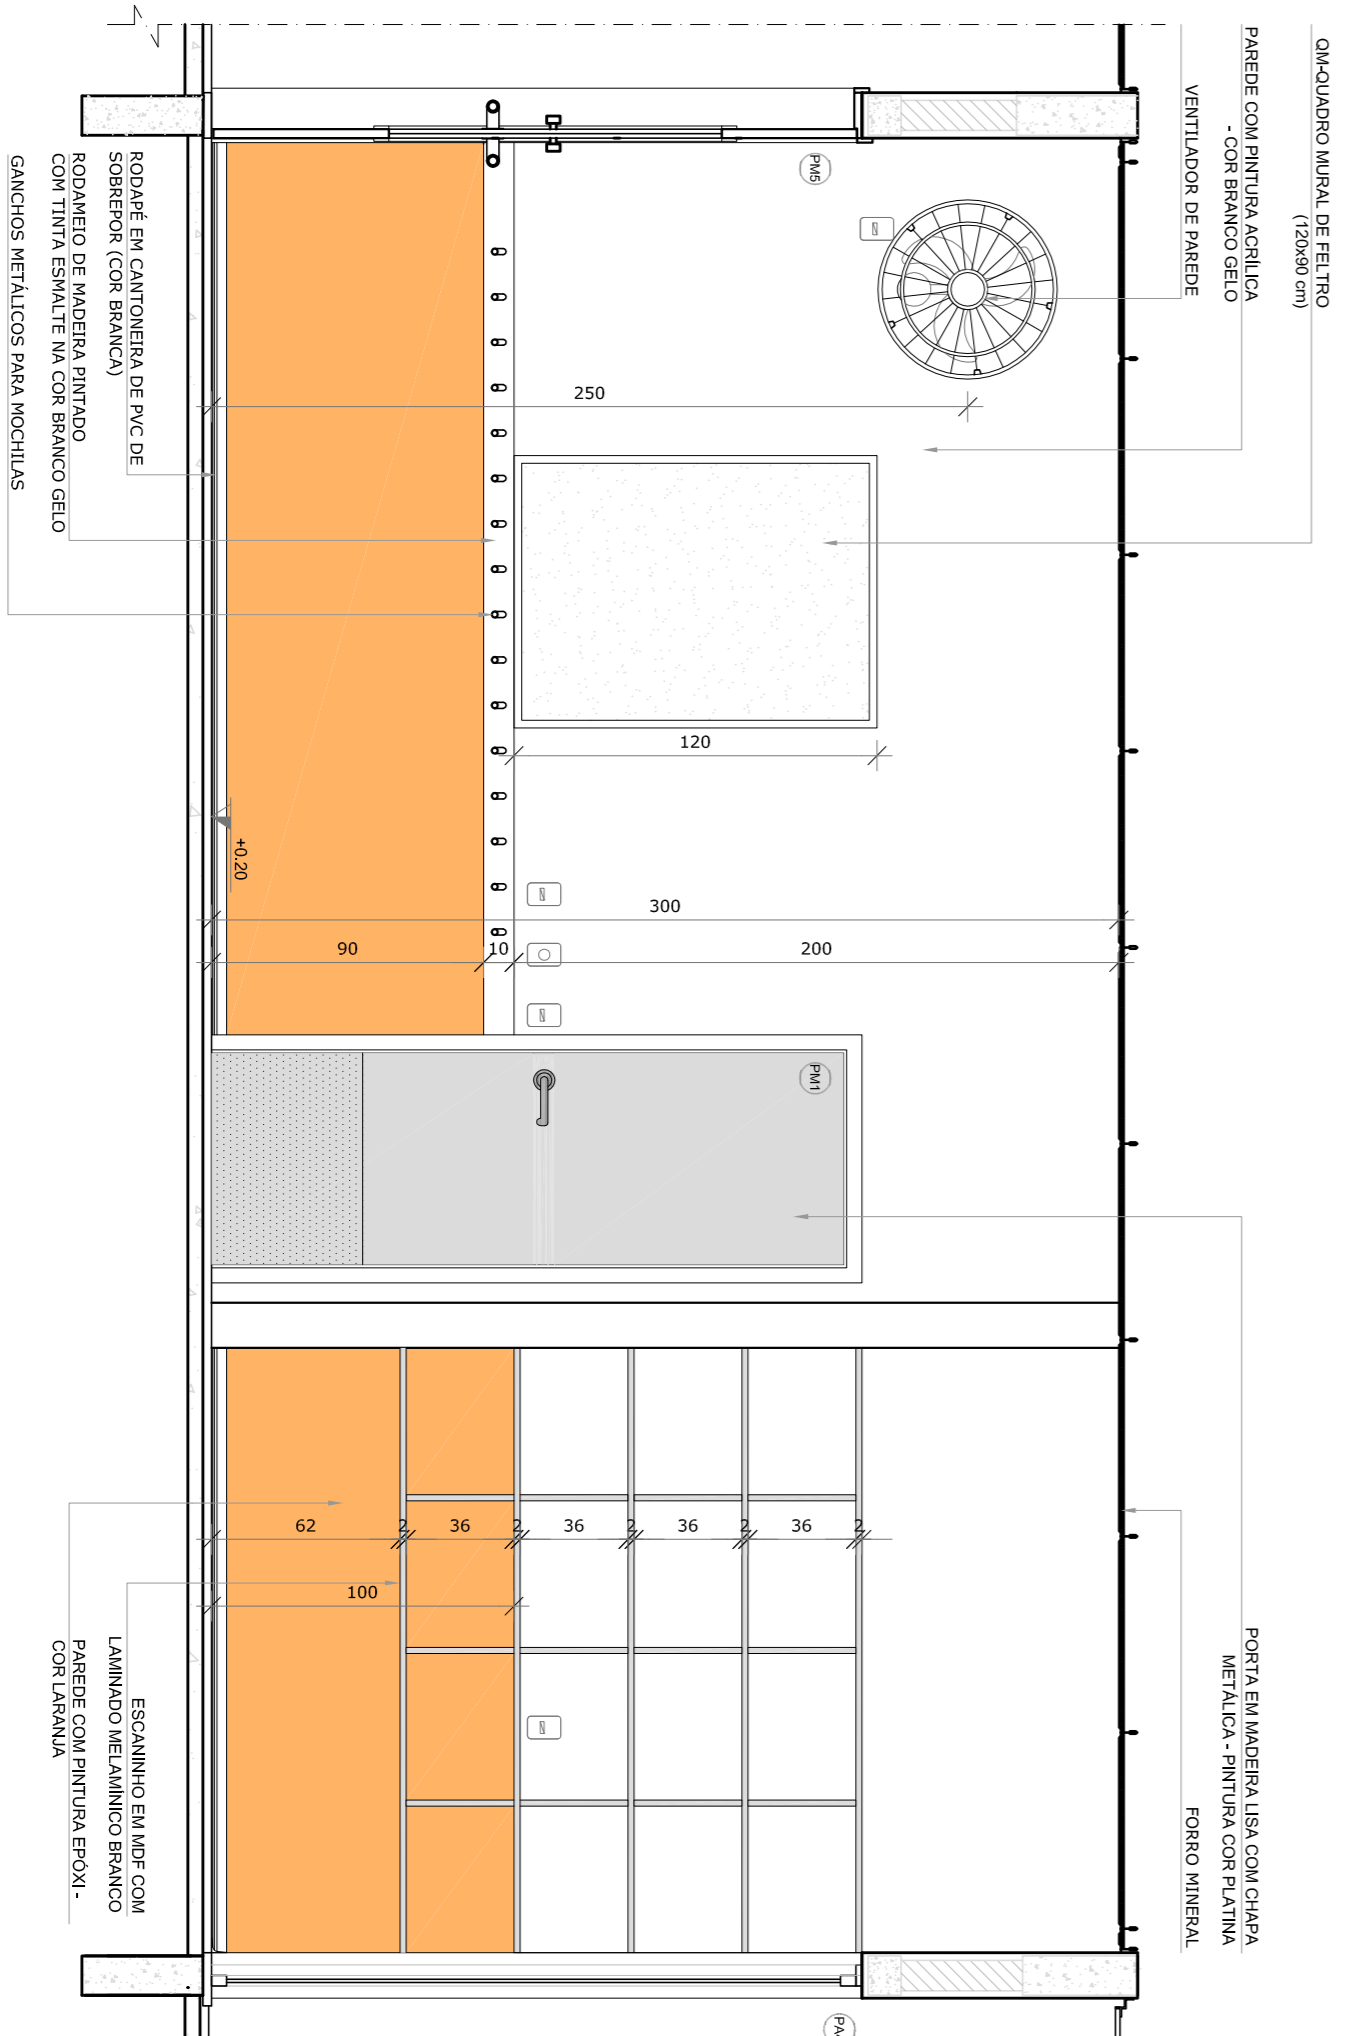 QM-QUADRO MURAL DE FELTRO
(120x90 cm)
PAREDE COM PINTURA ACRÍLICA
- COR BRANCO GELO
VENTILADOR DE PAREDE
PORTA EM MADEIRA LISA COM CHAPA
METÁLICA - PINTURA COR PLATINA
FORRO MINERAL
PM5
PM1
250
120
300
90
10
200
+0.20
62
2
36
2
36
2
36
2
36
2
100
RODAPÉ EM CANTONEIRA DE PVC DE
SOBREPOR (COR BRANCA)
RODAMEIO DE MADEIRA PINTADO
COM TINTA ESMALTE NA COR BRANCO GELO
GANCHOS METÁLICOS PARA MOCHILAS
ESCANINHO EM MDF COM
LAMINADO MELAMÍNICO BRANCO
PAREDE COM PINTURA EPÓXI -
COR LARANJA